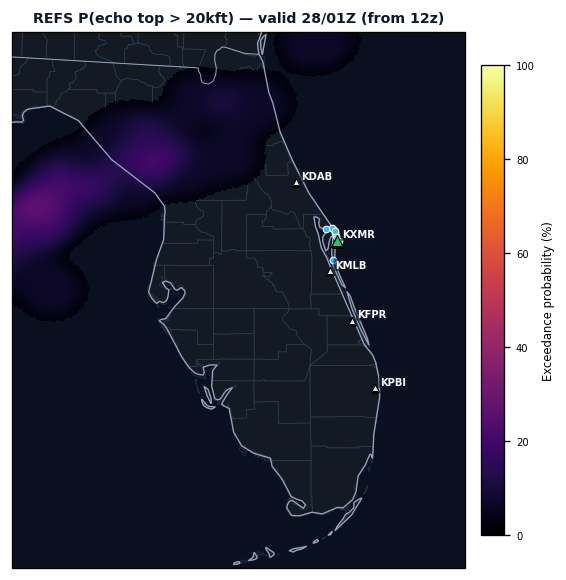 REFS P(echo top > 20kft) — valid 28/01Z (from 12z)
KDAB
KXMR
KMLB
KFPR
KPBI
100
80
60
40
20
0
Exceedance probability (%)